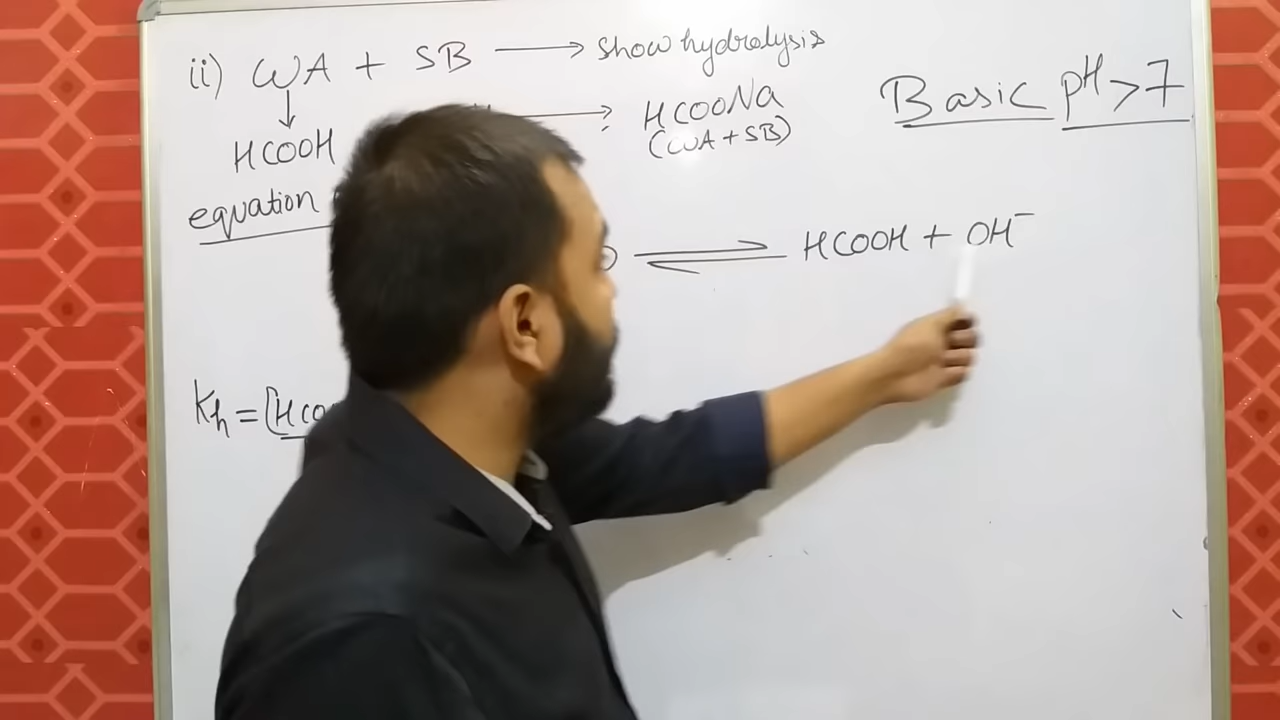 ii) WA + SB ⟶ Show hydrolysis
HCOOH ⟶ HCOONa
(WA + SB)
Basic pH > 7
equation
⇌ HCOOH + OH⁻
Kh = [HCO